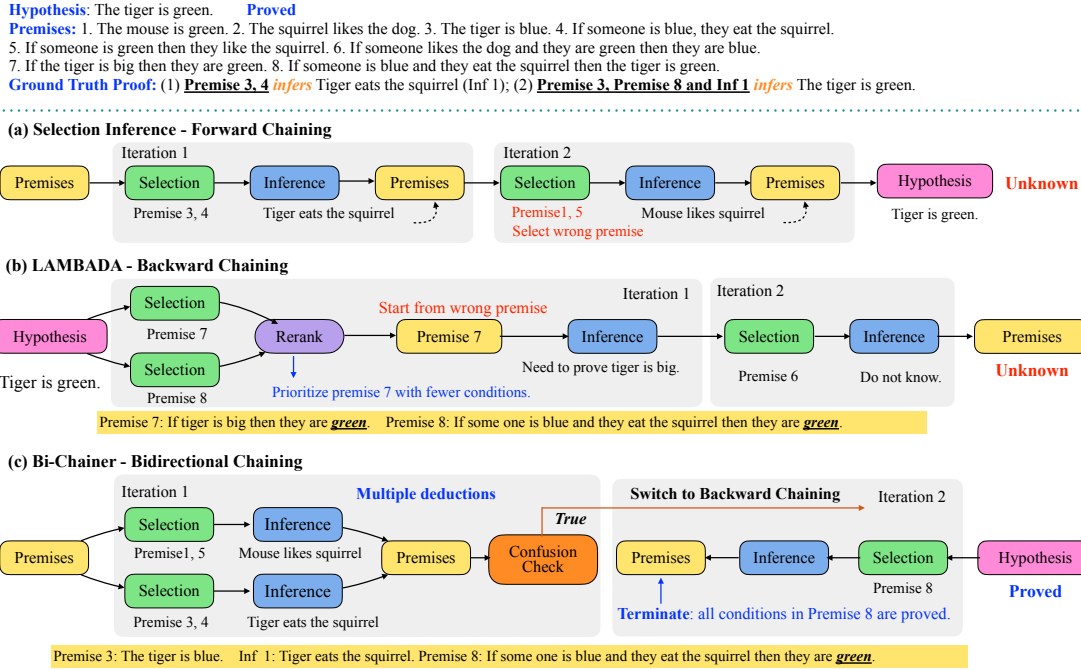 Hypothesis: The tiger is green. Proved
Premises: 1. The mouse is green. 2. The squirrel likes the dog. 3. The tiger is blue. 4. If someone is blue, they eat the squirrel.
5. If someone is green then they like the squirrel. 6. If someone likes the dog and they are green then they are blue.
7. If the tiger is big then they are green. 8. If someone is blue and they eat the squirrel then the tiger is green.
Ground Truth Proof: (1) Premise 3, 4 infers Tiger eats the squirrel (Inf 1); (2) Premise 3, Premise 8 and Inf 1 infers The tiger is green.
(a) Selection Inference - Forward Chaining
Iteration 1
Iteration 2
Premises
Selection
Inference
Premises
Selection
Inference
Premises
Hypothesis
Unknown
Premise 3, 4
Tiger eats the squirrel
Premise1, 5
Select wrong premise
Mouse likes squirrel
Tiger is green.
(b) LAMBADA - Backward Chaining
Iteration 1
Iteration 2
Selection
Premise 7
Start from wrong premise
Hypothesis
Rerank
Premise 7
Inference
Selection
Inference
Premises
Selection
Need to prove tiger is big.
Premise 6
Do not know.
Unknown
Tiger is green.
Premise 8
Prioritize premise 7 with fewer conditions.
Premise 7: If tiger is big then they are green. Premise 8: If some one is blue and they eat the squirrel then they are green.
(c) Bi-Chainer - Bidirectional Chaining
Iteration 1
Multiple deductions
Switch to Backward Chaining
Iteration 2
Selection
Inference
True
Premise1, 5
Mouse likes squirrel
Premises
Premises
Confusion
Check
Premises
Inference
Selection
Hypothesis
Selection
Inference
Premise 8
Proved
Premise 3, 4
Tiger eats the squirrel
Terminate: all conditions in Premise 8 are proved.
Premise 3: The tiger is blue. Inf 1: Tiger eats the squirrel. Premise 8: If some one is blue and they eat the squirrel then they are green.